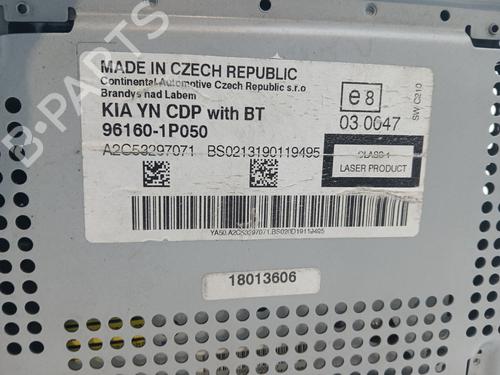 MADE IN CZECH REPUBLIC
Continental Automotive Czech Republic s.r.o
Brandys nad Labem
KIA YN CDP with BT
96160-1P050
A2C53297071 BS0213190119495
e8
03 0047
SW C210
CLASS 1
LASER PRODUCT
18013606
B-PARTS